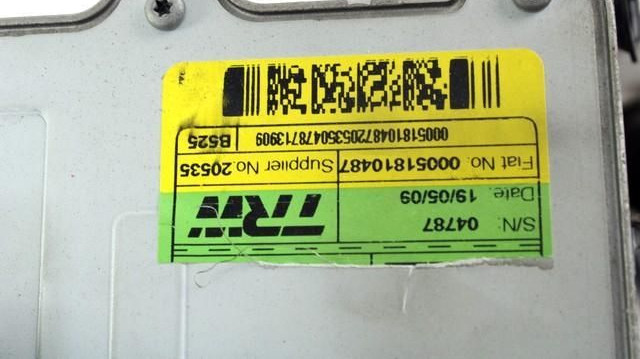 S/N: 04787 TRW
Date: 19/05/09
Fiat No. 00051810487 Supplier No.20535
00051810487205350478713909 B525